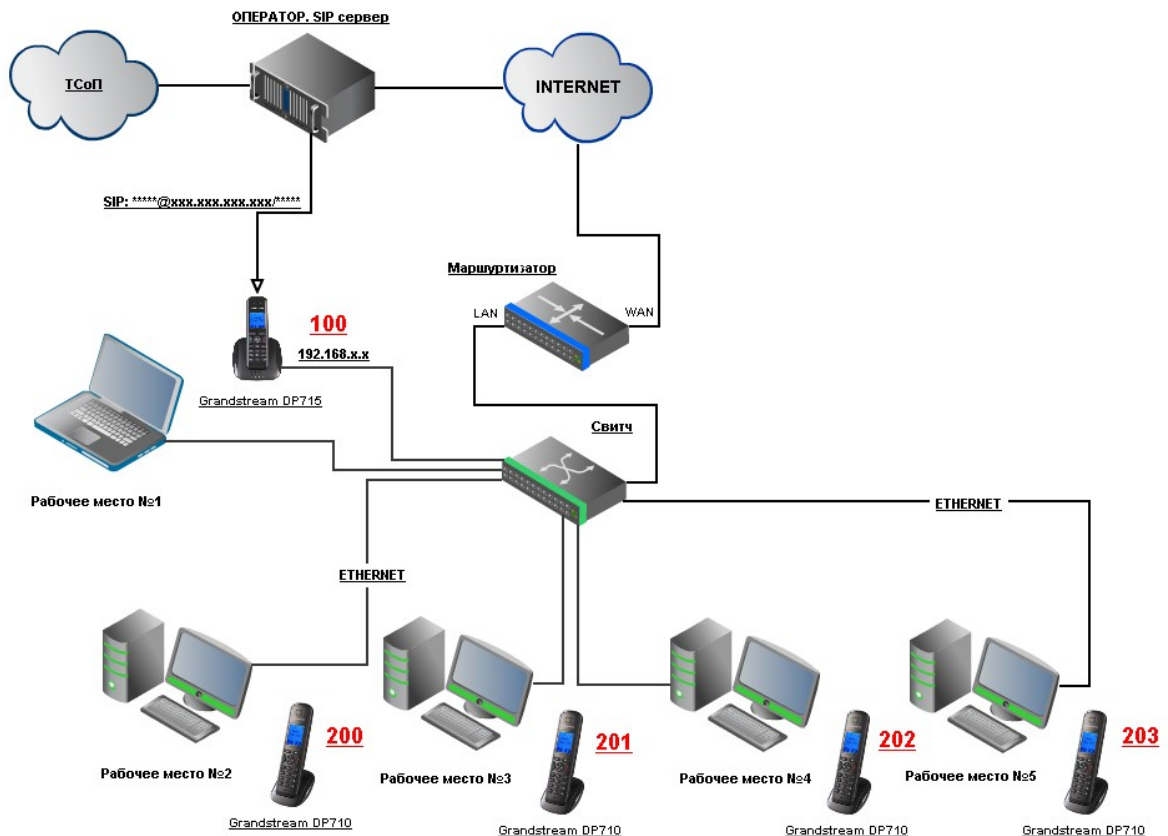 ОПЕРАТОР. SIP сервер
ТСоП
INTERNET
SIP: *****@xxx.xxx.xxx.xxx/*****
Маршуртизатор
LAN
WAN
100
192.168.x.x
Grandstream DP715
Свитч
Рабочее место №1
ETHERNET
ETHERNET
200
201
202
203
Рабочее место №2
Рабочее место №3
Рабочее место №4
Рабочее место №5
Grandstream DP710
Grandstream DP710
Grandstream DP710
Grandstream DP710